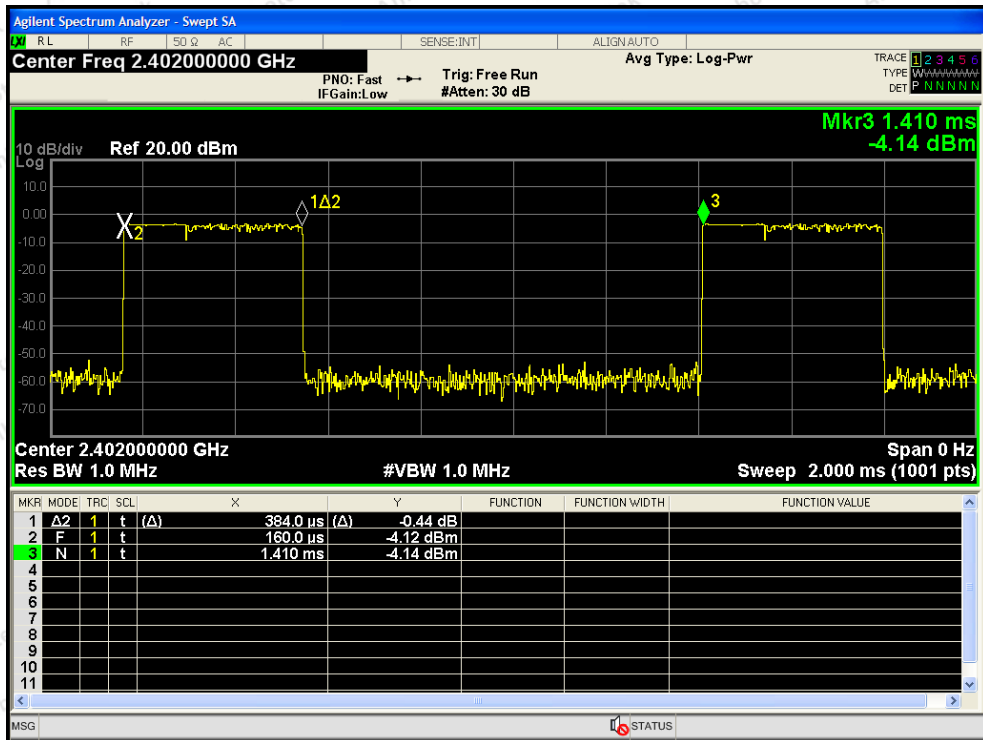 Agilent Spectrum Analyzer - Swept SA
LXI RL RF 50 Ω AC SENSE:INT ALIGNAUTO
Center Freq 2.402000000 GHz
PNO: Fast
IFGain:Low
Trig: Free Run
#Atten: 30 dB
Avg Type: Log-Pwr
TRACE 1 2 3 4 5 6
TYPE WWWWWW
DET P N N N N N
Mkr3 1.410 ms
-4.14 dBm
10 dB/div Ref 20.00 dBm
Log
10.0
0.00
-10.0
-20.0
-30.0
-40.0
-50.0
-60.0
-70.0
X2
1Δ2
3
Center 2.402000000 GHz Span 0 Hz
Res BW 1.0 MHz #VBW 1.0 MHz Sweep 2.000 ms (1001 pts)
MKR MODE TRC SCL X Y FUNCTION FUNCTION WIDTH FUNCTION VALUE
1 Δ2 1 t (Δ) 384.0 µs (Δ) -0.44 dB
2 F 1 t 160.0 µs -4.12 dBm
3 N 1 t 1.410 ms -4.14 dBm
4
5
6
7
8
9
10
11
MSG STATUS